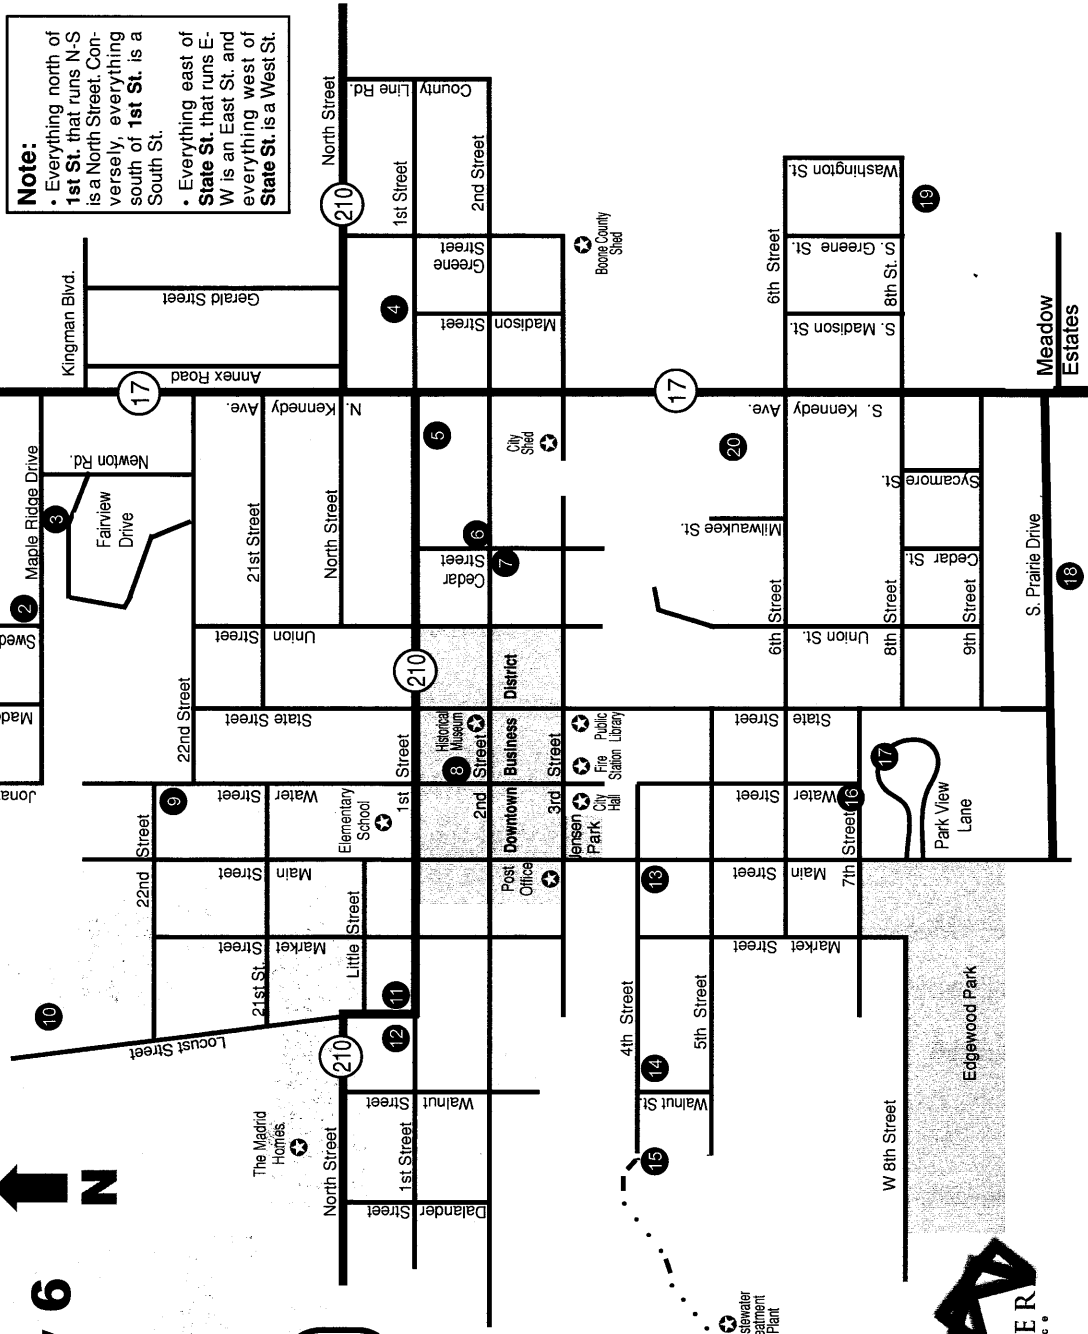 Note:
• Everything north of
1st St. that runs N-S
is a North Street. Con-
versely, everything
south of 1st St. is a
South St.
• Everything east of
State St. that runs E-
W is an East St. and
everything west of
State St. is a West St.
Kingman Blvd.
Gerald Street
Annex Road
North Street
210
County Line Rd.
1st Street
2nd Street
Greene Street
Madison Street
4
Boone County
Shed
17
Maple Ridge Drive
Newton Rd.
Fairview
Drive
3
2
21st Street
North Street
N. Kennedy Ave.
5
City
Shed
6
7
Cedar Street
Union Street
22nd Street
State Street
210
1st Street
Historical
Museum
8
2nd Street
Downtown Business District
3rd Street
Public
Library
Fire
Station
City
Hall
Jensen
Park
Post
Office
Elementary
School
9
22nd Street
Water Street
Main Street
Market Street
21st St.
Little Street
10
Locust Street
11
12
210
Walnut Street
The Madrid
Homes
North Street
1st Street
Dalander Street
N
6
17
6th Street
Washington St.
S. Greene St.
S. Madison St.
8th St.
19
Meadow
Estates
S. Kennedy Ave.
20
Milwaukee St.
Sycamore St.
Cedar St.
6th Street
Union St.
8th Street
9th Street
S. Prairie Drive
18
State Street
Water Street
16
17
Park View
Lane
7th Street
Main Street
Market Street
13
4th Street
5th Street
14
Walnut St.
15
W 8th Street
Edgewood Park
Plant